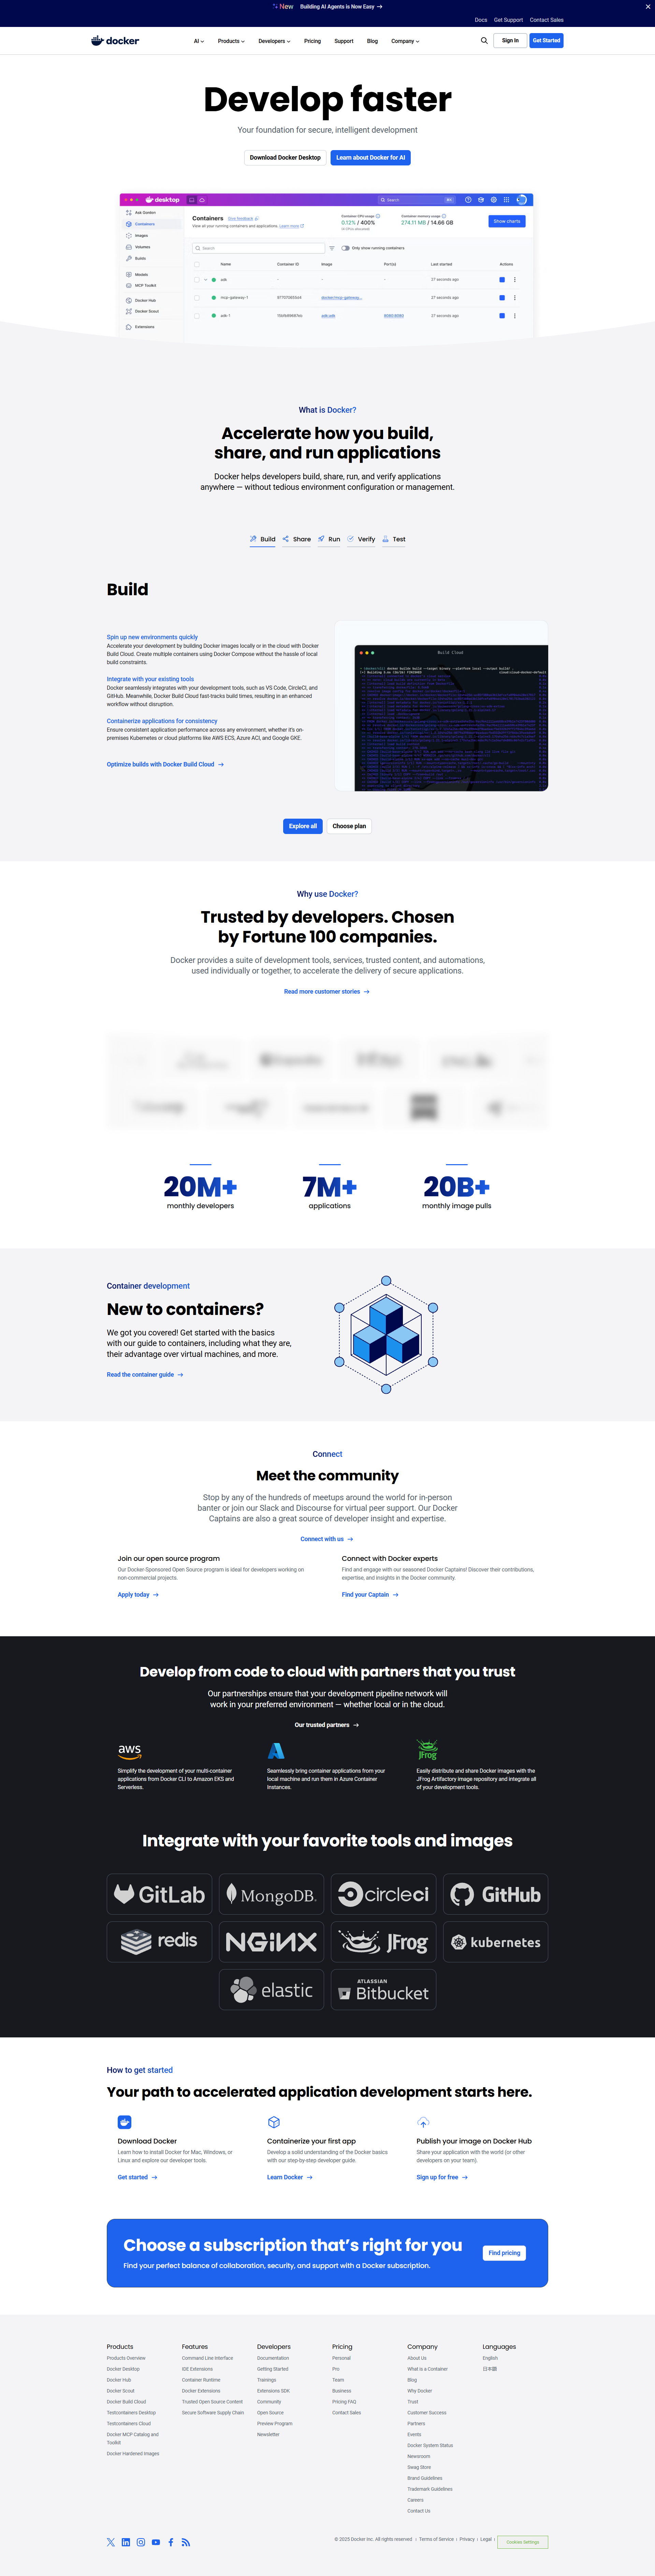 New Building AI Agents is Now Easy
Docs Get Support Contact Sales
docker AI Products Developers Pricing Support Blog Company Sign In Get Started
Develop faster
Your foundation for secure, intelligent development
Download Docker Desktop Learn about Docker for AI
desktop Search
Ask Gordon
Containers
Images
Volumes
Builds
Models
MCP Toolkit
Docker Hub
Docker Scout
Extensions
Containers Give feedback
View all your running containers and applications. Learn more
Container CPU usage
0.12% / 400%
Container memory usage
274.11 MB / 14.66 GB
Show charts
Search Only show running containers
Name Container ID Image Port(s) Last started Actions
adk - - - 27 seconds ago
mcp-gateway-1 docker/mcp-gateway... - 27 seconds ago
adk-1 27 seconds ago
What is Docker?
Accelerate how you build,
share, and run applications
Docker helps developers build, share, run, and verify applications
anywhere — without tedious environment configuration or management.
Build Share Run Verify Test
Build
Spin up new environments quickly
Accelerate your development by building Docker images locally or in the cloud with Docker
Build Cloud. Create multiple containers using Docker Compose without the hassle of local
build constraints.
Integrate with your existing tools
Docker seamlessly integrates with your development tools, such as VS Code, CircleCI, and
GitHub. Meanwhile, Docker Build Cloud fast-tracks build times, resulting in an enhanced
workflow without disruption.
Containerize applications for consistency
Ensure consistent application performance across any environment, whether it's on-
premises Kubernetes or cloud platforms like AWS ECS, Azure ACI, and Google GKE.
Optimize builds with Docker Build Cloud
Build Cloud
Explore all Choose plan
Why use Docker?
Trusted by developers. Chosen
by Fortune 100 companies.
Docker provides a suite of development tools, services, trusted content, and automations,
used individually or together, to accelerate the delivery of secure applications.
Read more customer stories
20M+ 7M+ 20B+
monthly developers applications monthly image pulls
Container development
New to containers?
We got you covered! Get started with the basics
with our guide to containers, including what they are,
their advantage over virtual machines, and more.
Read the container guide
Connect
Meet the community
Stop by any of the hundreds of meetups around the world for in-person
banter or join our Slack and Discourse for virtual peer support. Our Docker
Captains are also a great source of developer insight and expertise.
Connect with us
Join our open source program
Our Docker-Sponsored Open Source program is ideal for developers working on
non-commercial projects.
Apply today
Connect with Docker experts
Find and engage with our seasoned Docker Captains! Discover their contributions,
expertise, and insights in the Docker community.
Find your Captain
Develop from code to cloud with partners that you trust
Our partnerships ensure that your development pipeline network will
work in your preferred environment — whether local or in the cloud.
Our trusted partners
aws
Simplify the development of your multi-container
applications from Docker CLI to Amazon EKS and
Serverless.
Seamlessly bring container applications from your
local machine and run them in Azure Container
Instances.
JFrog
Easily distribute and share Docker images with the
JFrog Artifactory image repository and integrate all
of your development tools.
Integrate with your favorite tools and images
GitLab MongoDB. circleci GitHub
redis NGINX JFrog kubernetes
elastic ATLASSIAN Bitbucket
How to get started
Your path to accelerated application development starts here.
Download Docker
Learn how to install Docker for Mac, Windows, or
Linux and explore our developer tools.
Get started
Containerize your first app
Develop a solid understanding of the Docker basics
with our step-by-step developer guide.
Learn Docker
Publish your image on Docker Hub
Share your application with the world (or other
developers on your team).
Sign up for free
Choose a subscription that's right for you
Find your perfect balance of collaboration, security, and support with a Docker subscription.
Find pricing
Products
Products Overview
Docker Desktop
Docker Hub
Docker Scout
Docker Build Cloud
Testcontainers Desktop
Testcontainers Cloud
Docker MCP Catalog and
Toolkit
Docker Hardened Images
Features
Command Line Interface
IDE Extensions
Container Runtime
Docker Extensions
Trusted Open Source Content
Secure Software Supply Chain
Developers
Documentation
Getting Started
Trainings
Extensions SDK
Community
Open Source
Preview Program
Newsletter
Pricing
Personal
Pro
Team
Business
Pricing FAQ
Contact Sales
Company
About Us
What is a Container
Blog
Why Docker
Trust
Customer Success
Partners
Events
Docker System Status
Newsroom
Swag Store
Brand Guidelines
Trademark Guidelines
Careers
Contact Us
Languages
English
日本語
© 2025 Docker Inc. All rights reserved | Terms of Service | Privacy | Legal | Cookies Settings